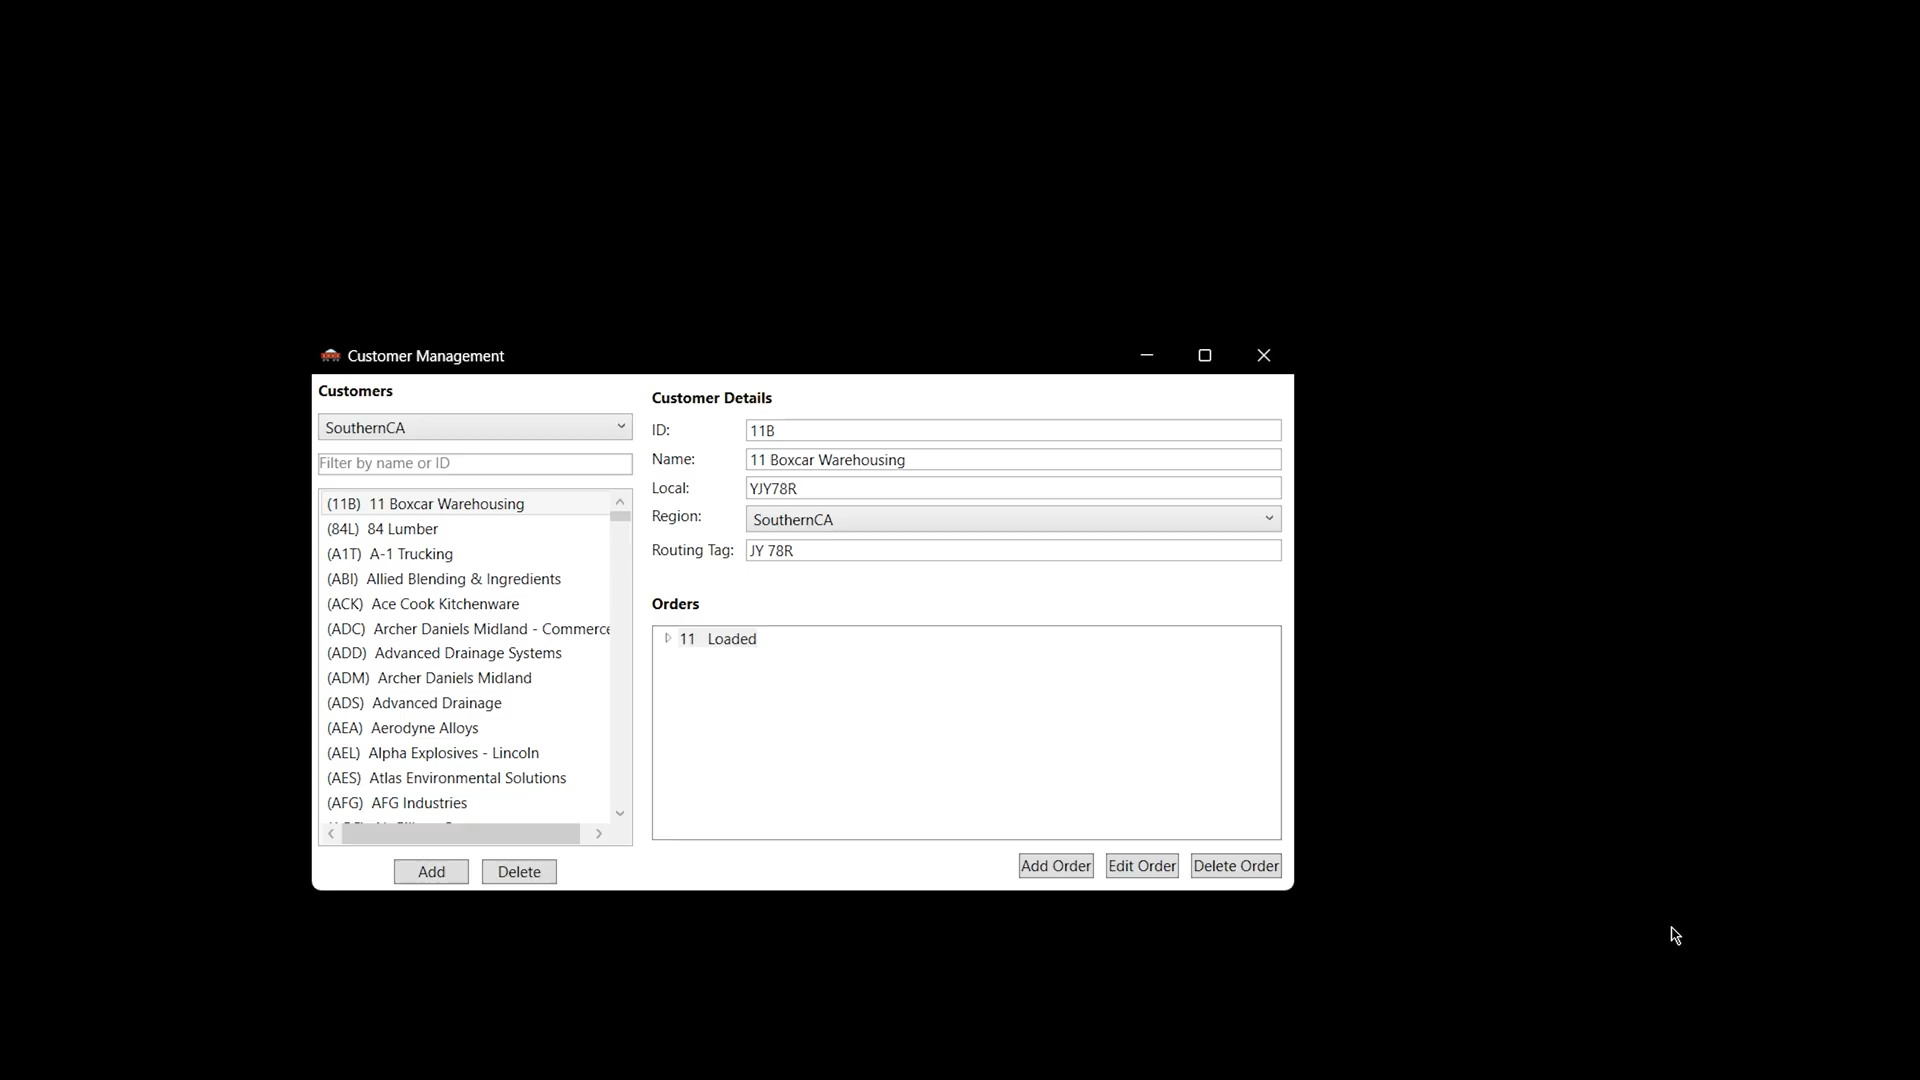 Customer Management
Customers
SouthernCA
Filter by name or ID
(11B) 11 Boxcar Warehousing
(84L) 84 Lumber
(A1T) A-1 Trucking
(ABI) Allied Blending & Ingredients
(ACK) Ace Cook Kitchenware
(ADC) Archer Daniels Midland - Commerce
(ADD) Advanced Drainage Systems
(ADM) Archer Daniels Midland
(ADS) Advanced Drainage
(AEA) Aerodyne Alloys
(AEL) Alpha Explosives - Lincoln
(AES) Atlas Environmental Solutions
(AFG) AFG Industries
Add Delete
Customer Details
ID: 11B
Name: 11 Boxcar Warehousing
Local: YJY78R
Region: SouthernCA
Routing Tag: JY 78R
Orders
11 Loaded
Add Order Edit Order Delete Order